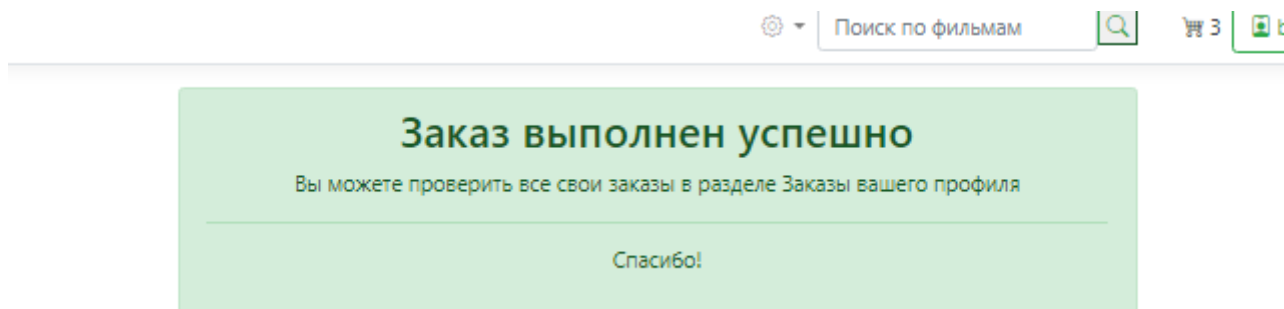 Поиск по фильмам
3
Заказ выполнен успешно
Вы можете проверить все свои заказы в разделе Заказы вашего профиля
Спасибо!